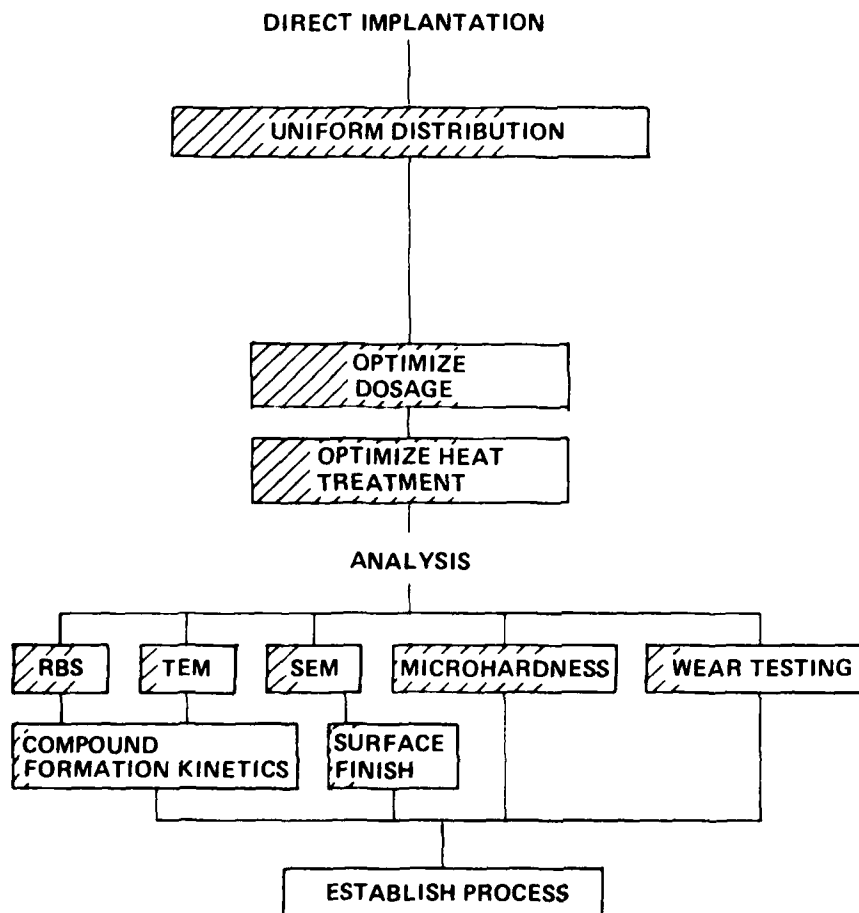 DIRECT IMPLANTATION
UNIFORM DISTRIBUTION
OPTIMIZE
DOSAGE
OPTIMIZE HEAT
TREATMENT
ANALYSIS
RBS
TEM
SEM
MICROHARDNESS
WEAR TESTING
COMPOUND
FORMATION KINETICS
SURFACE
FINISH
ESTABLISH PROCESS